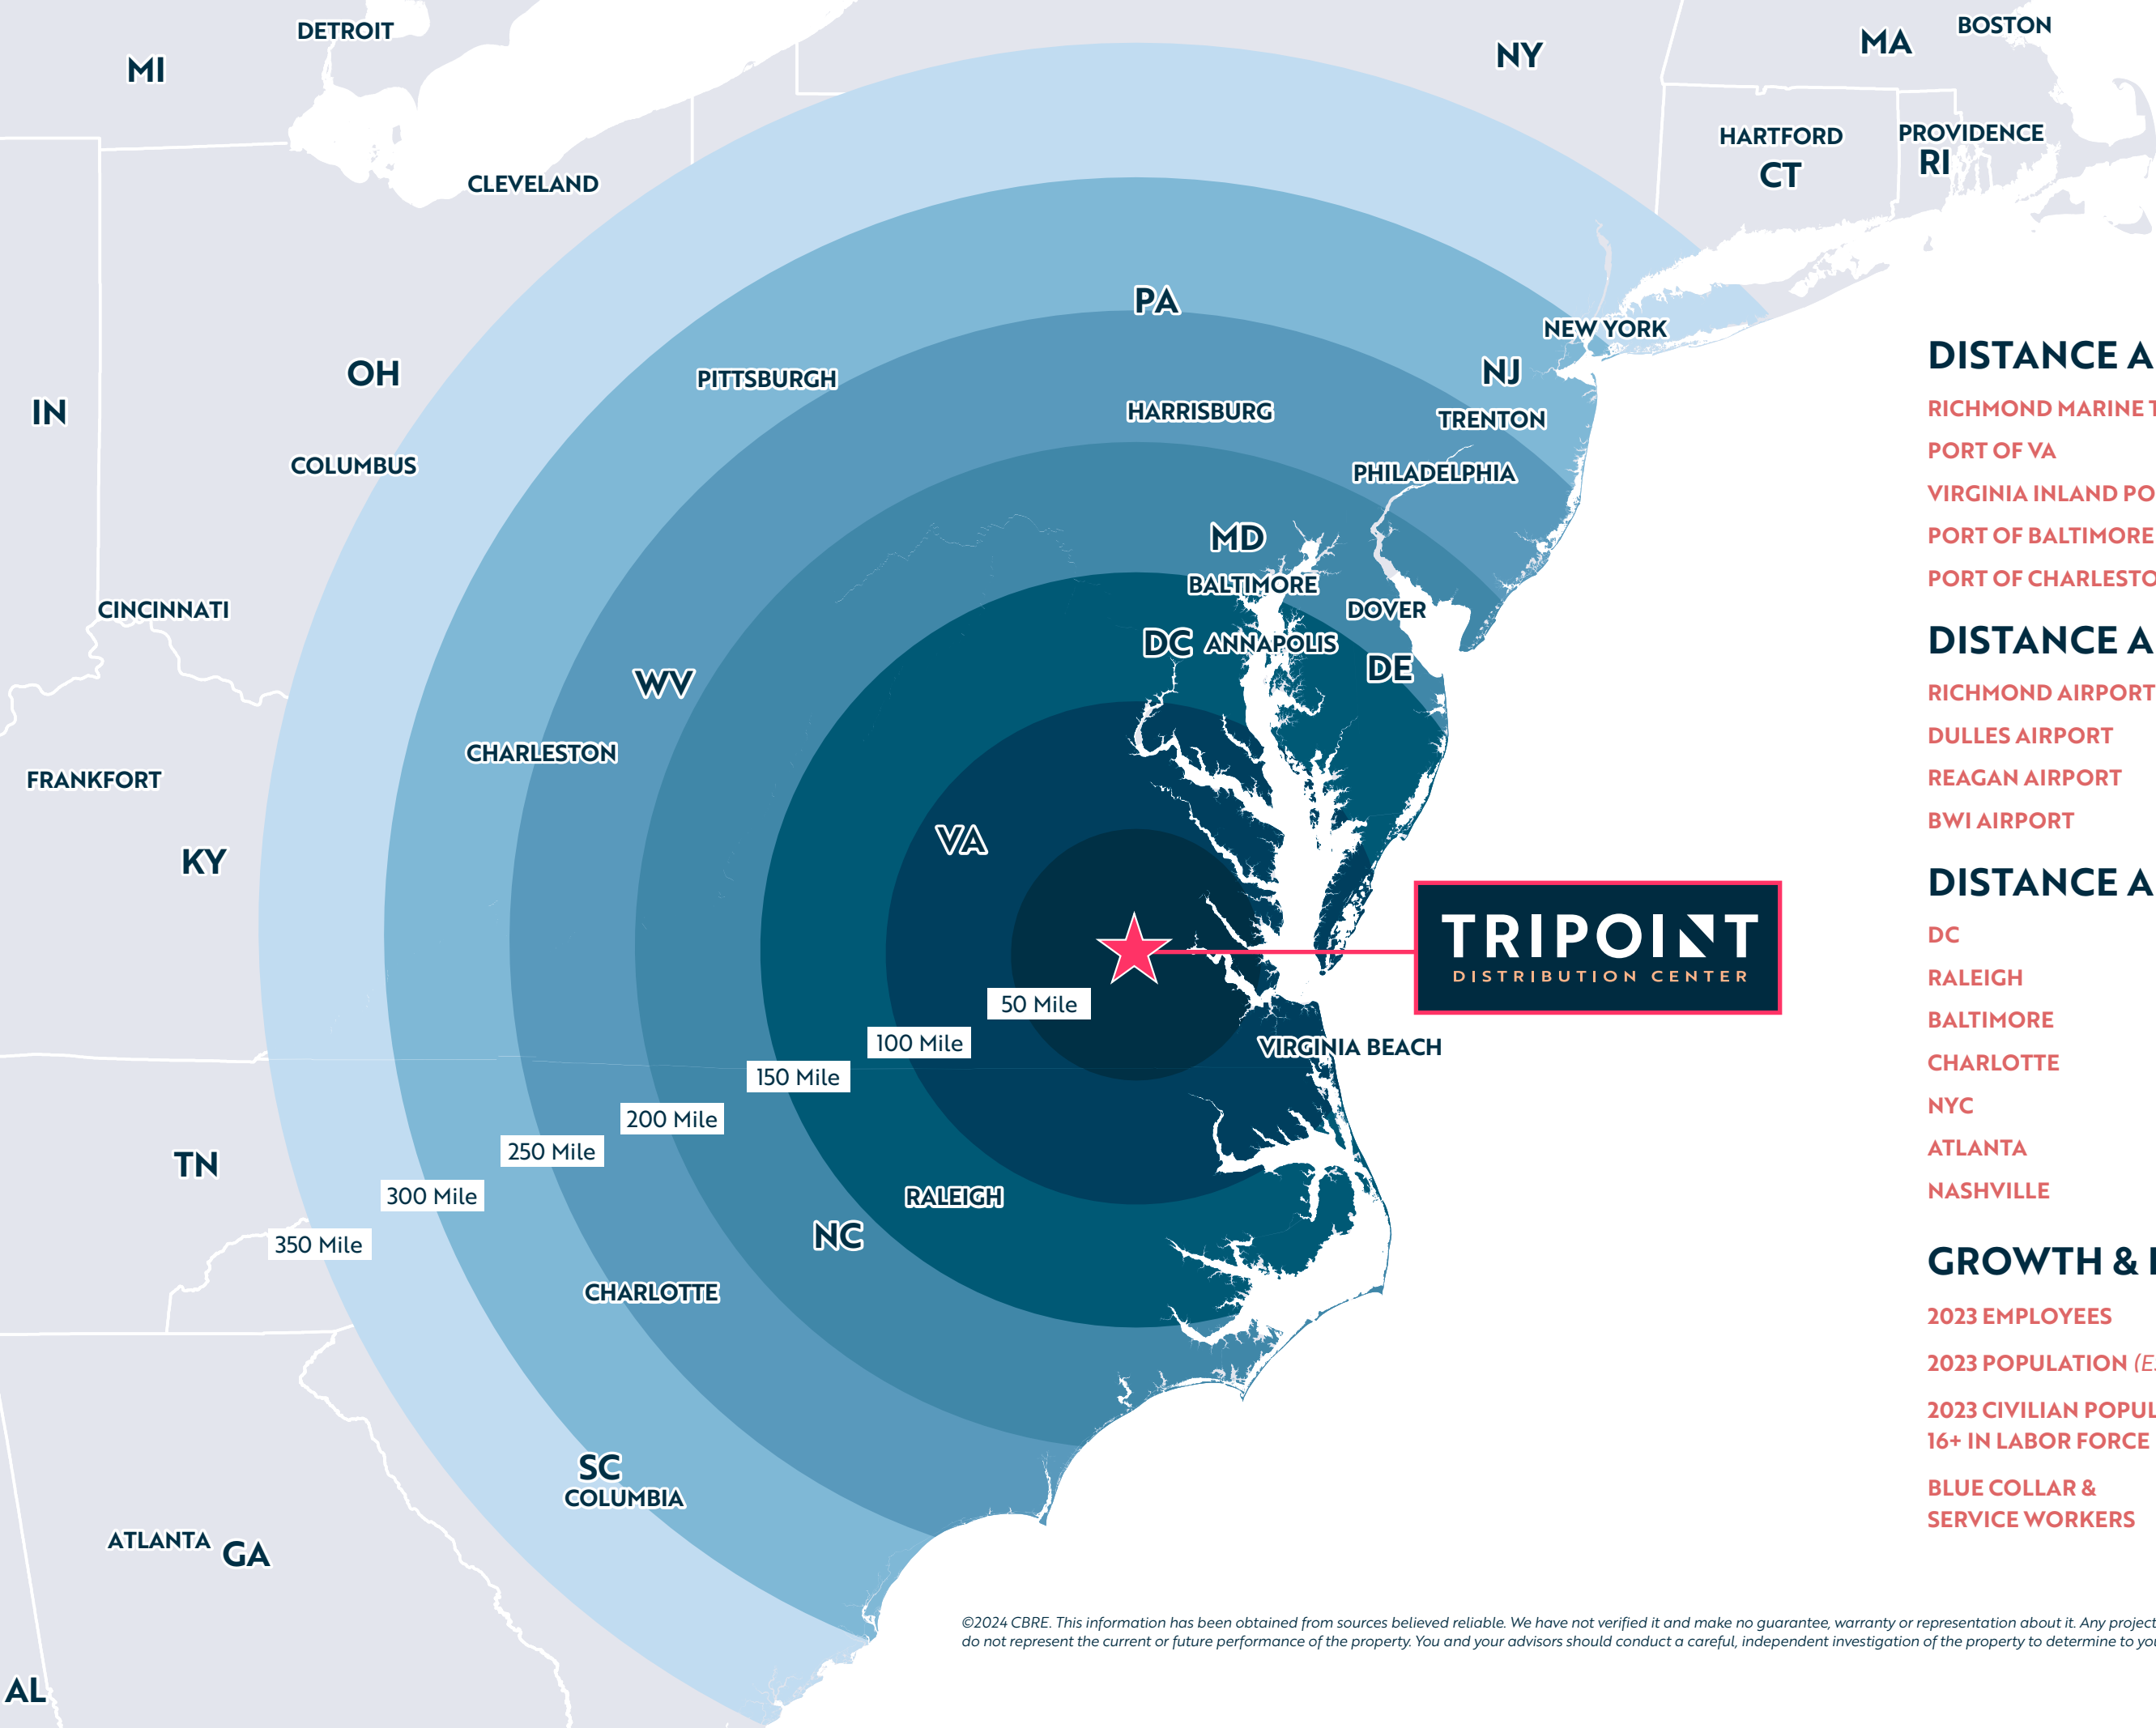 DETROIT
MI
NY
MA
BOSTON
HARTFORD
CT
PROVIDENCE
RI
CLEVELAND
PA
NEW YORK
OH
IN
PITTSBURGH
HARRISBURG
NJ
TRENTON
COLUMBUS
PHILADELPHIA
MD
BALTIMORE
CINCINNATI
DOVER
DC
ANNAPOLIS
DE
WV
CHARLESTON
FRANKFORT
VA
KY
TRIPOINT
DISTRIBUTION CENTER
50 Mile
100 Mile
VIRGINIA BEACH
150 Mile
200 Mile
250 Mile
TN
300 Mile
RALEIGH
NC
350 Mile
CHARLOTTE
SC
COLUMBIA
ATLANTA
GA
AL
DISTANCE A
RICHMOND MARINE T
PORT OF VA
VIRGINIA INLAND PO
PORT OF BALTIMORE
PORT OF CHARLESTO
DISTANCE A
RICHMOND AIRPORT
DULLES AIRPORT
REAGAN AIRPORT
BWI AIRPORT
DISTANCE A
DC
RALEIGH
BALTIMORE
CHARLOTTE
NYC
ATLANTA
NASHVILLE
GROWTH &
2023 EMPLOYEES
2023 POPULATION (E
2023 CIVILIAN POPUL
16+ IN LABOR FORCE
BLUE COLLAR &
SERVICE WORKERS
©2024 CBRE. This information has been obtained from sources believed reliable. We have not verified it and make no guarantee, warranty or representation about it. Any project
do not represent the current or future performance of the property. You and your advisors should conduct a careful, independent investigation of the property to determine to yo